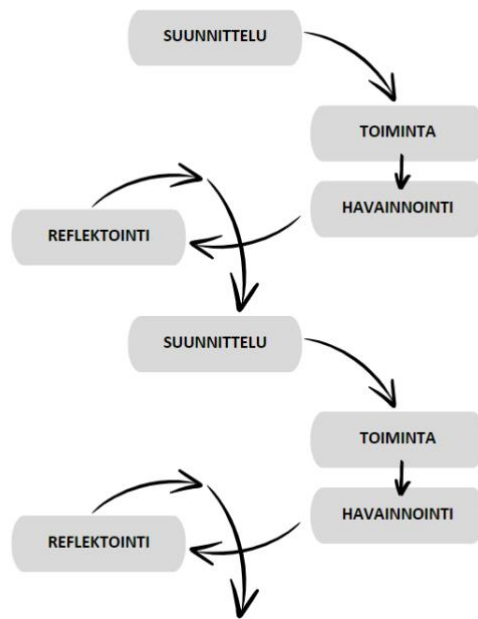 SUUNNITTELU
TOIMINTA
HAVAINNOINTI
REFLEKTOINTI
SUUNNITTELU
TOIMINTA
HAVAINNOINTI
REFLEKTOINTI